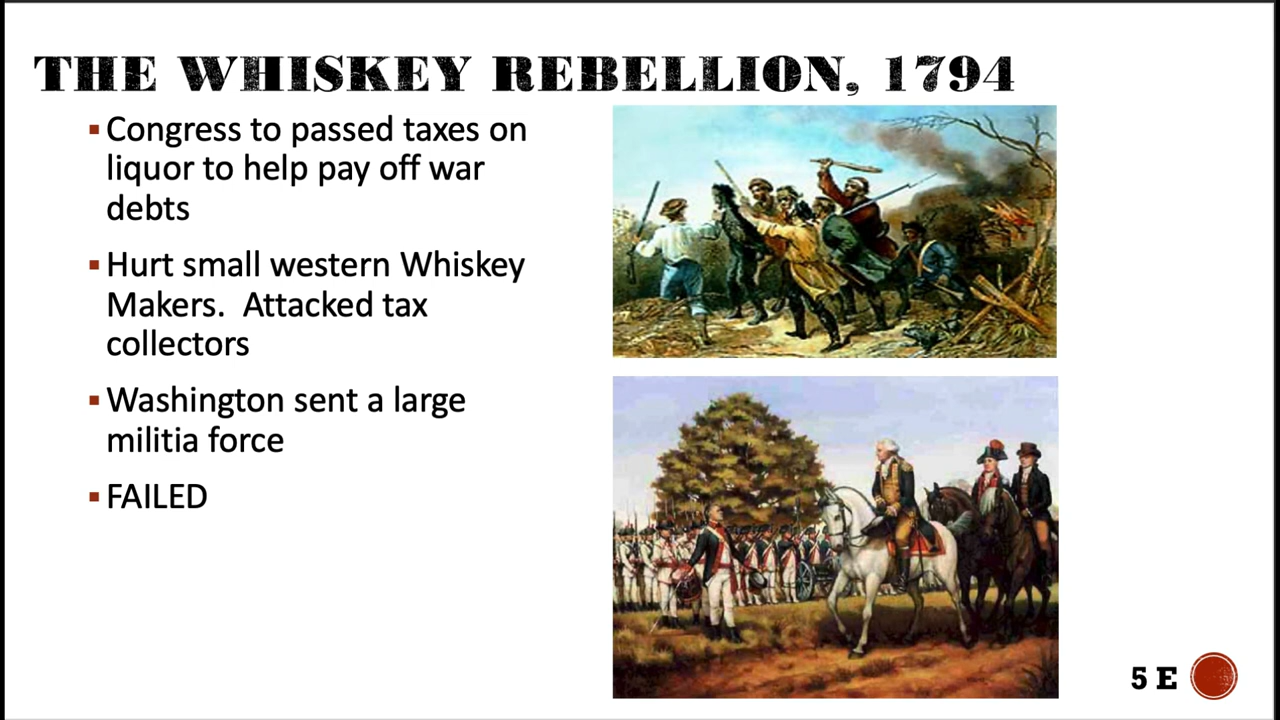 THE WHISKEY REBELLION, 1794
▪Congress to passed taxes on
liquor to help pay off war
debts
▪Hurt small western Whiskey
Makers.  Attacked tax
collectors
▪Washington sent a large
militia force
▪FAILED
5 E